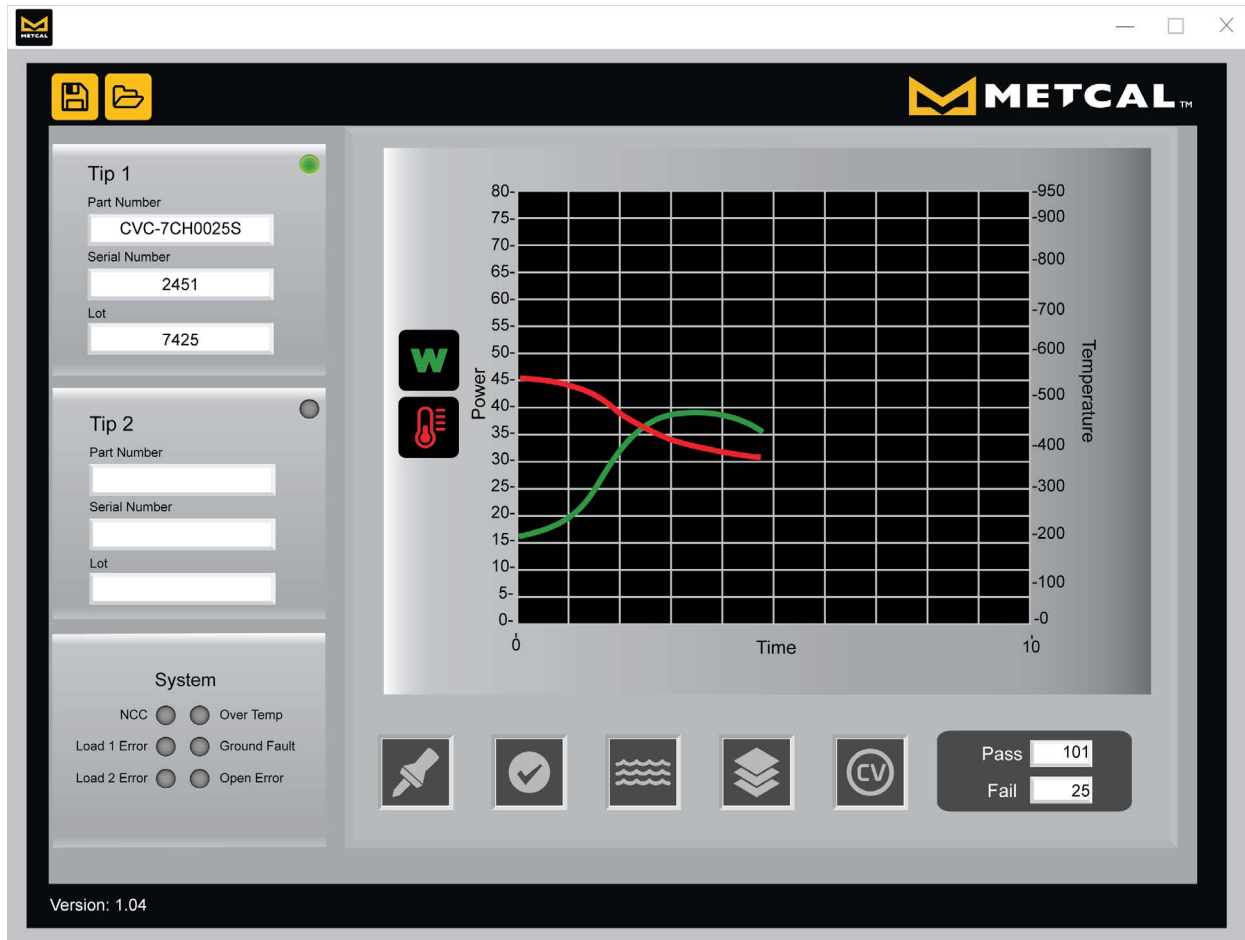 METCAL
METCAL™
Tip 1
Part Number
CVC-7CH0025S
Serial Number
2451
Lot
7425
Tip 2
Part Number
Serial Number
Lot
System
NCC Over Temp
Load 1 Error Ground Fault
Load 2 Error Open Error
W
Power
80-
75-
70-
65-
60-
55-
50-
45-
40-
35-
30-
25-
20-
15-
10-
5-
0-
-950
-900
-800
-700
-600
-500
-400
-300
-200
-100
-0
Temperature
0 Time 10
CV
Pass 101
Fail 25
Version: 1.04